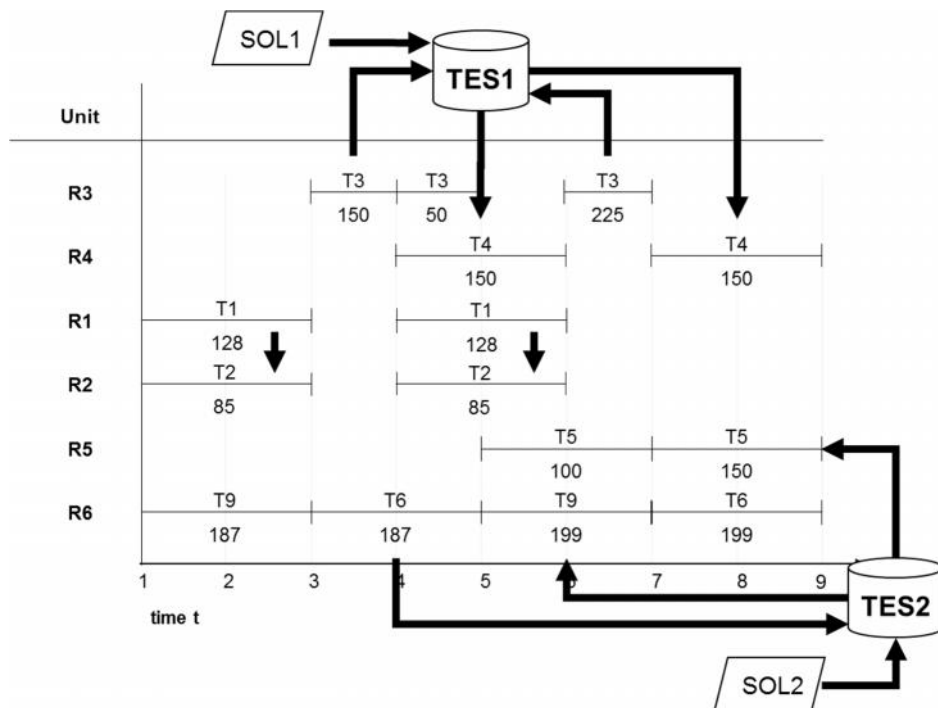 SOL1
TES1
Unit
R3 T3 T3 T3
150 50 225
R4 T4 T4
150 150
R1 T1 T1
128 128
R2 T2 T2
85 85
R5 T5 T5
100 150
R6 T9 T6 T9 T6
187 187 199 199
1 2 3 4 5 6 7 8 9
time t
TES2
SOL2